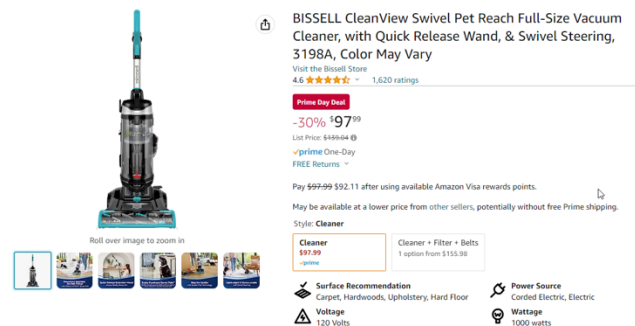 BISSELL CleanView Swivel Pet Reach Full-Size Vacuum
Cleaner, with Quick Release Wand, & Swivel Steering,
3198A, Color May Vary
Visit the Bissell Store
4.6
1,620 ratings
Prime Day Deal
-30% $97 99
List Price: $139.04
prime One-Day
FREE Returns
Pay $97.99 $92.11 after using available Amazon Visa rewards points.
May be available at a lower price from other sellers, potentially without free Prime shipping.
Style: Cleaner
Cleaner
$97.99
prime
Cleaner + Filter + Belts
1 option from $155.98
Surface Recommendation
Carpet, Hardwoods, Upholstery, Hard Floor
Power Source
Corded Electric, Electric
Voltage
120 Volts
Wattage
1000 watts
Roll over image to zoom in